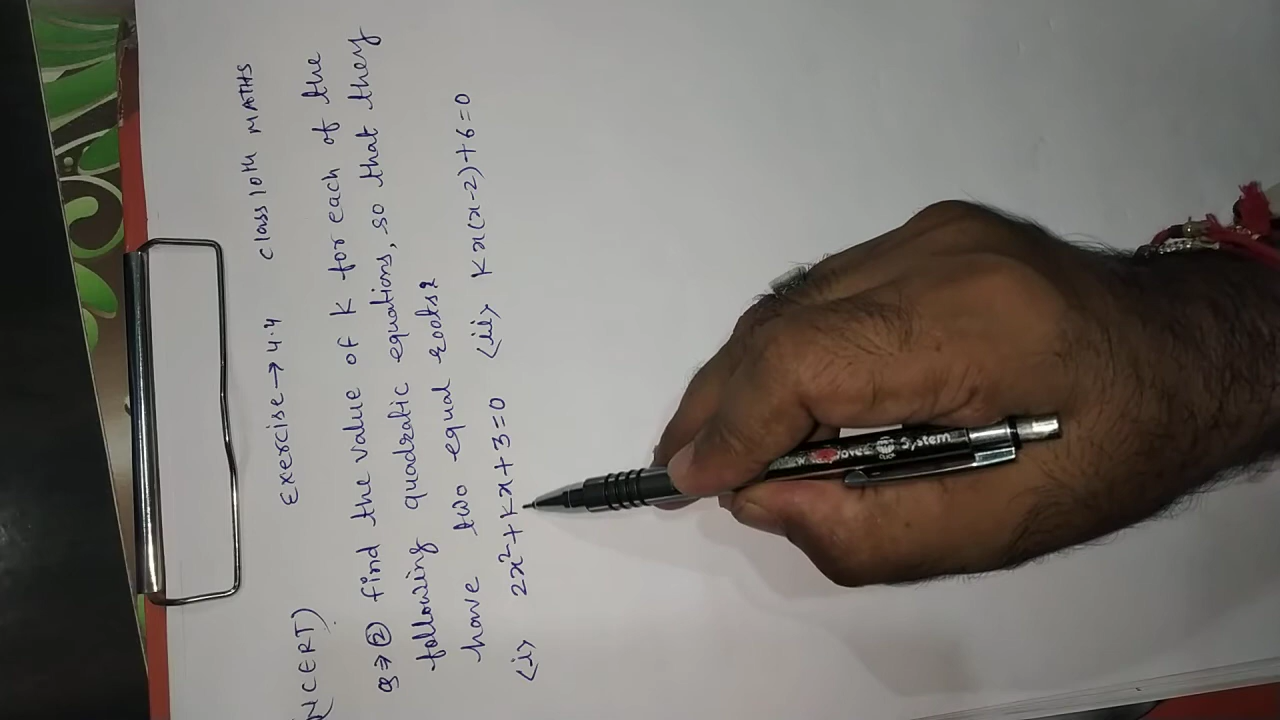 NCERT)
Exercise→4.4 class 10th MATHS
Q→② find the value of K for each of the
following quadratic equations, so that they
have two equal roots?
<i> 2x²+Kx+3=0 <ii> Kx(x-2)+6=0
System